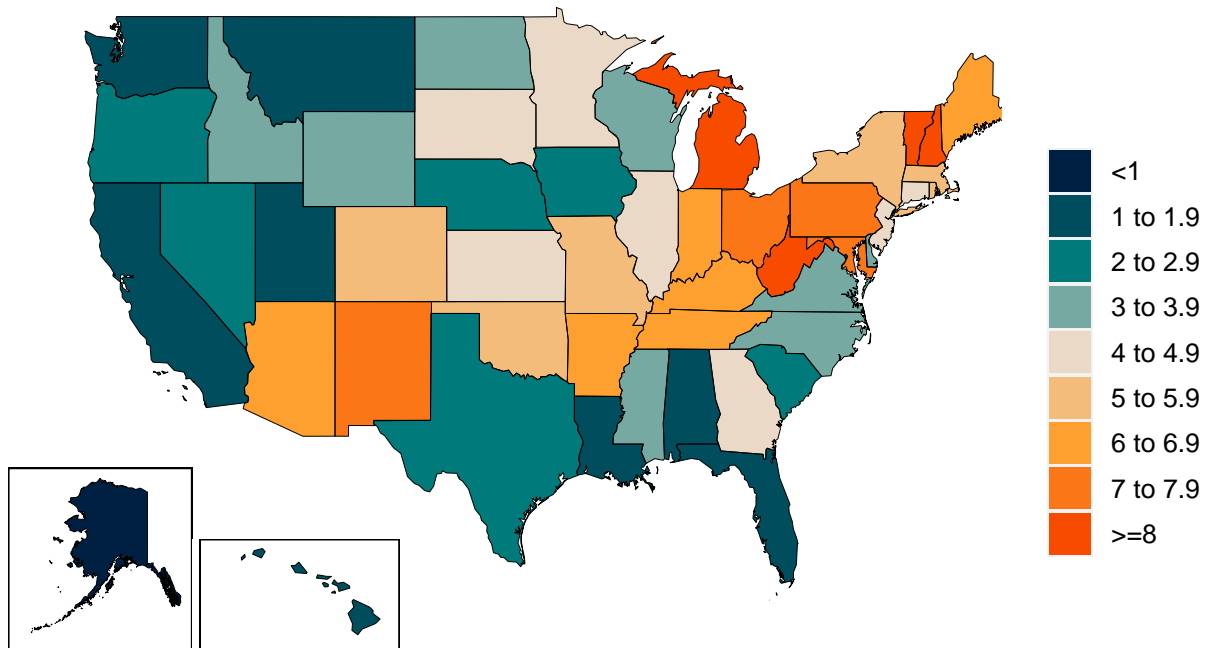 <1
1 to 1.9
2 to 2.9
3 to 3.9
4 to 4.9
5 to 5.9
6 to 6.9
7 to 7.9
>=8